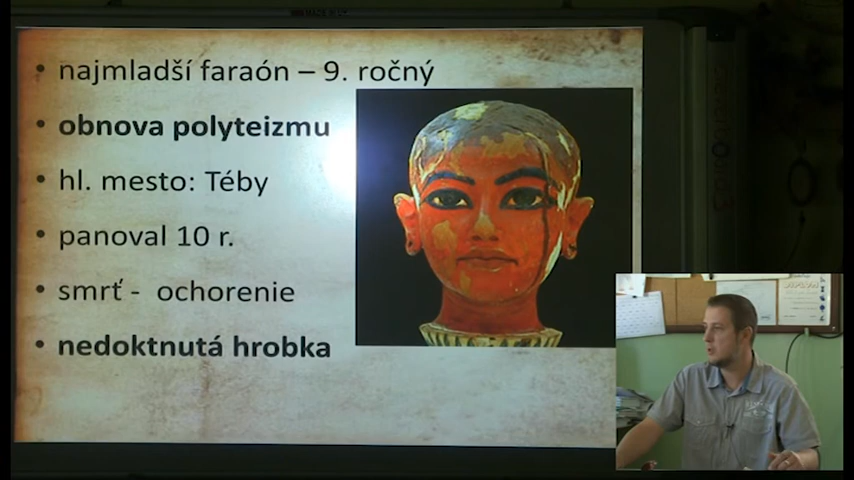 • najmladší faraón – 9. ročný
• obnova polyteizmu
• hl. mesto: Téby
• panoval 10 r.
• smrť - ochorenie
• nedoktnutá hrobka